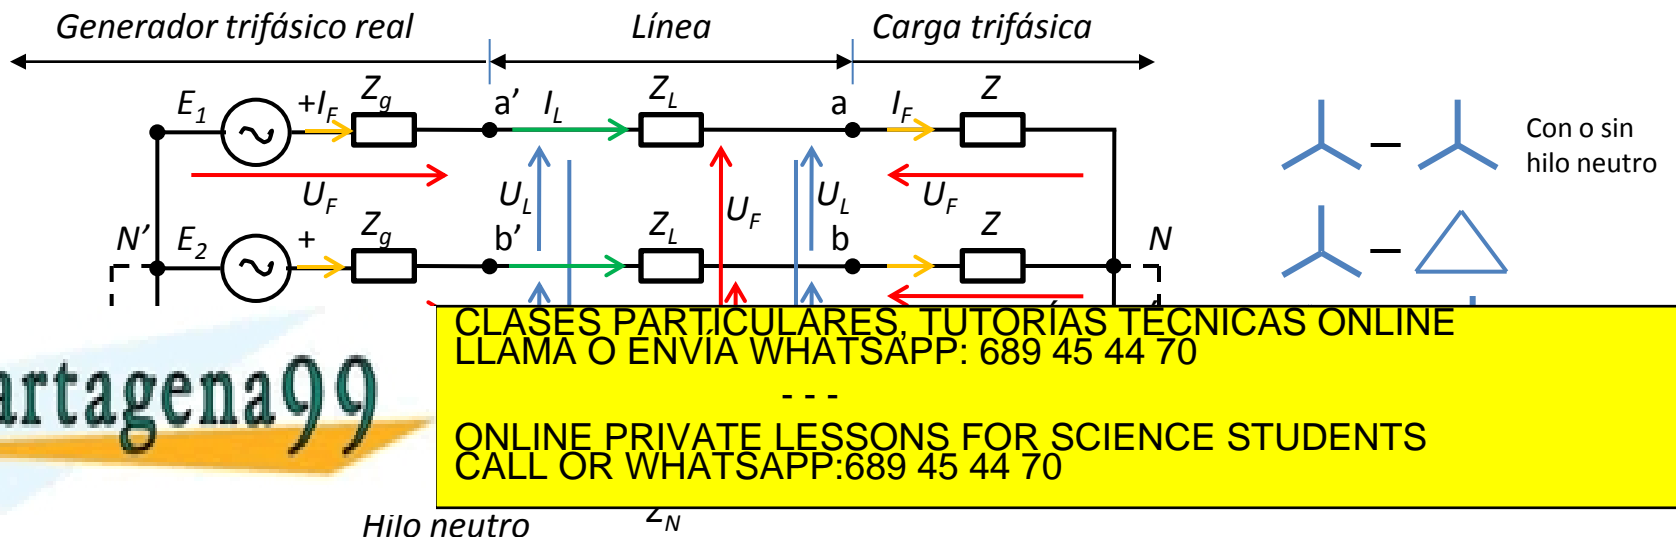 Generador trifásico real Línea Carga trifásica
E1 +IF Zg a’ IL ZL a IF Z
Con o sin
hilo neutro
UF UL UF UL UF
N’ E2 + Zg b’ ZL b Z N
CLASES PARTICULARES, TUTORÍAS TÉCNICAS ONLINE
LLAMA O ENVÍA WHATSAPP: 689 45 44 70
- - -
ONLINE PRIVATE LESSONS FOR SCIENCE STUDENTS
CALL OR WHATSAPP:689 45 44 70
artagena99
Hilo neutro ZN